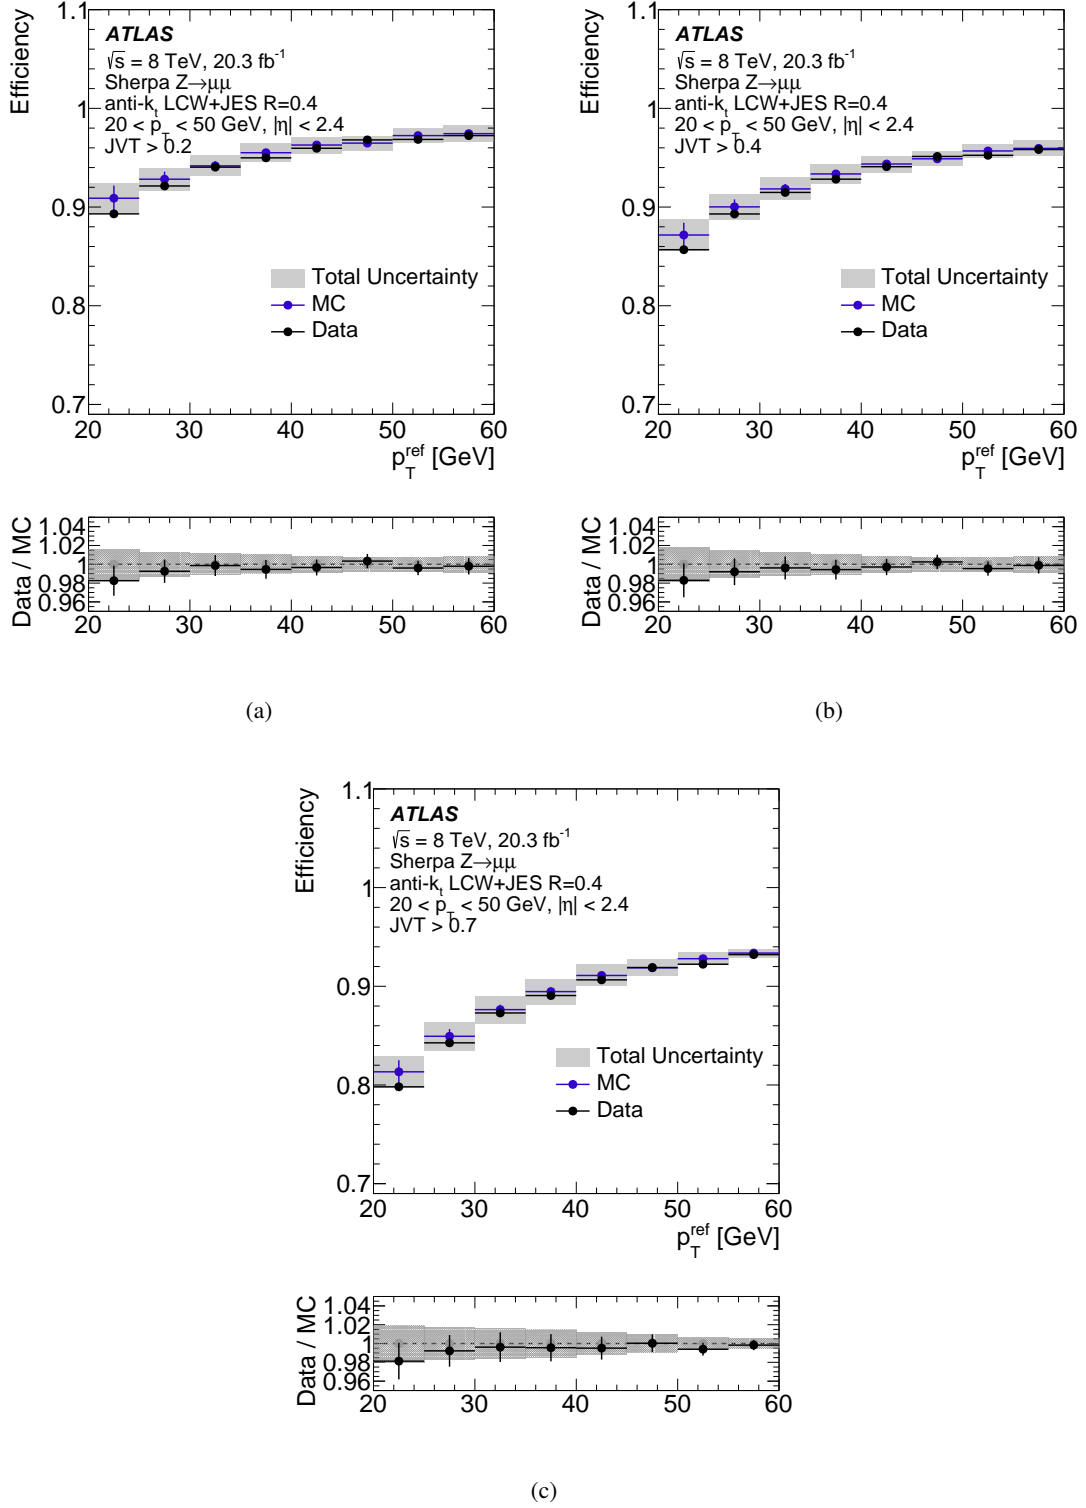 Efficiency
1.1
1
0.9
0.8
0.7
ATLAS
√s = 8 TeV, 20.3 fb⁻¹
Sherpa Z→μμ
anti-kₜ LCW+JES R=0.4
20 < p_T < 50 GeV, |η| < 2.4
JVT > 0.2
Total Uncertainty
MC
Data
20 30 40 50 60
p_T^ref [GeV]
Data / MC
1.04
1.02
1
0.98
0.96
20 30 40 50 60
(a)
Efficiency
1.1
1
0.9
0.8
0.7
ATLAS
√s = 8 TeV, 20.3 fb⁻¹
Sherpa Z→μμ
anti-kₜ LCW+JES R=0.4
20 < p_T < 50 GeV, |η| < 2.4
JVT > 0.4
Total Uncertainty
MC
Data
20 30 40 50 60
p_T^ref [GeV]
Data / MC
1.04
1.02
1
0.98
0.96
20 30 40 50 60
(b)
Efficiency
1.1
1
0.9
0.8
0.7
ATLAS
√s = 8 TeV, 20.3 fb⁻¹
Sherpa Z→μμ
anti-kₜ LCW+JES R=0.4
20 < p_T < 50 GeV, |η| < 2.4
JVT > 0.7
Total Uncertainty
MC
Data
20 30 40 50 60
p_T^ref [GeV]
Data / MC
1.04
1.02
1
0.98
0.96
20 30 40 50 60
(c)